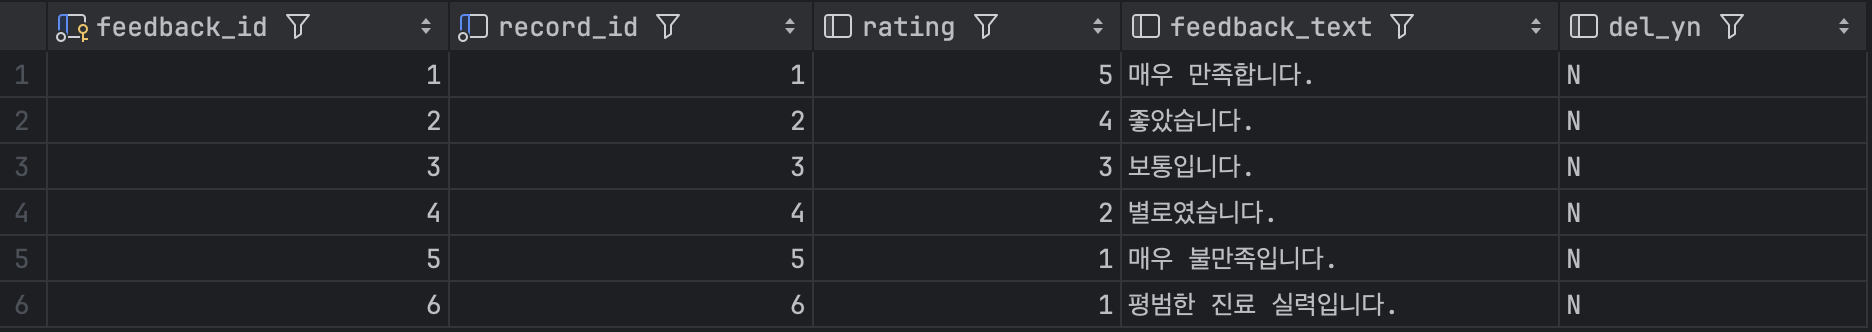 feedback_id record_id rating feedback_text del_yn
1 1 1 5 매우 만족합니다. N
2 2 2 4 좋았습니다. N
3 3 3 3 보통입니다. N
4 4 4 2 별로였습니다. N
5 5 5 1 매우 불만족입니다. N
6 6 6 1 평범한 진료 실력입니다. N